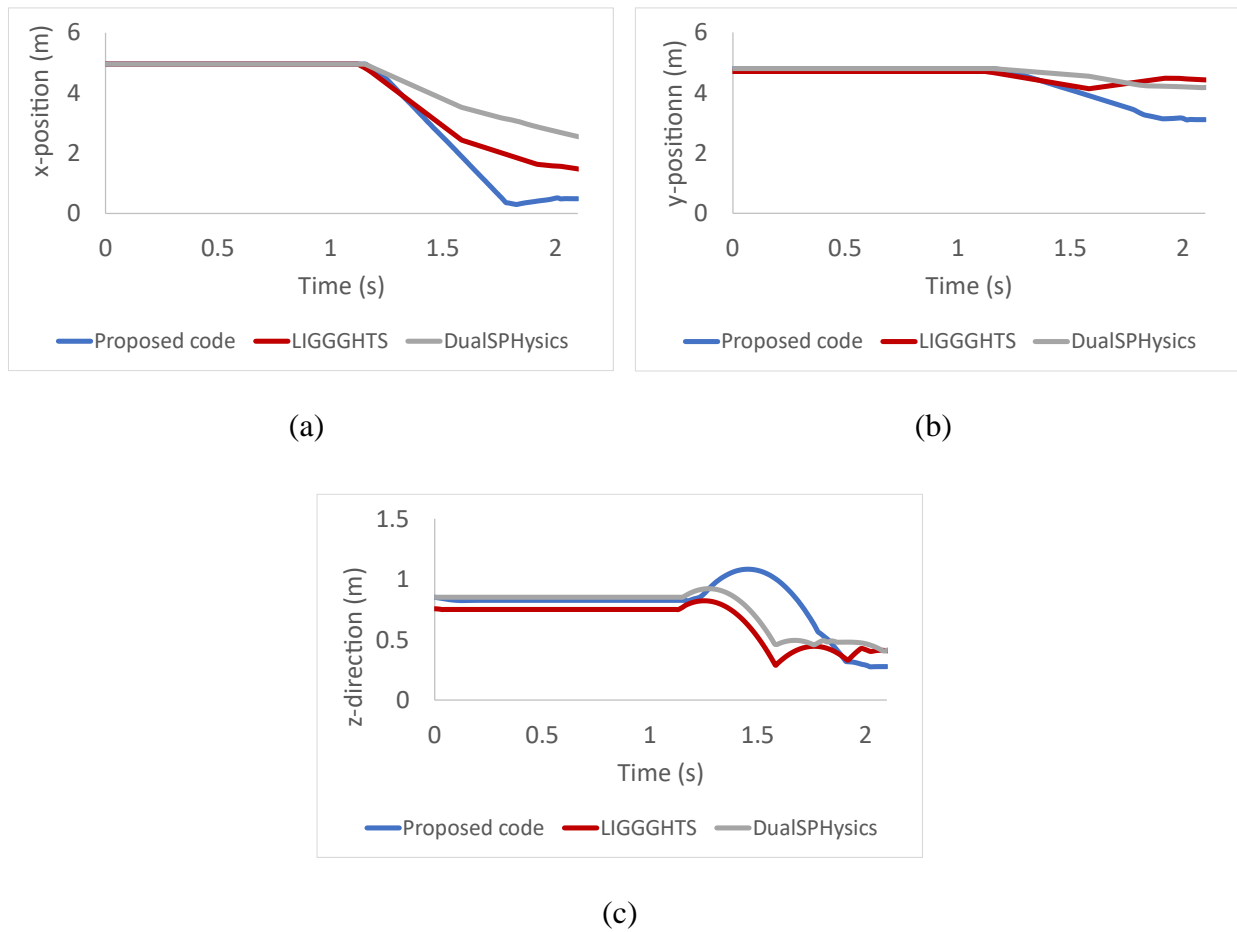 6
4
2
0
x-position (m)
0 0.5 1 1.5 2
Time (s)
Proposed code LIGGGHTS DualSPHysics
(a)
6
4
2
0
y-positionn (m)
0 0.5 1 1.5 2
Time (s)
Proposed code LIGGGHTS DualSPHysics
(b)
1.5
1
0.5
0
z-direction (m)
0 0.5 1 1.5 2
Time (s)
Proposed code LIGGGHTS DualSPHysics
(c)